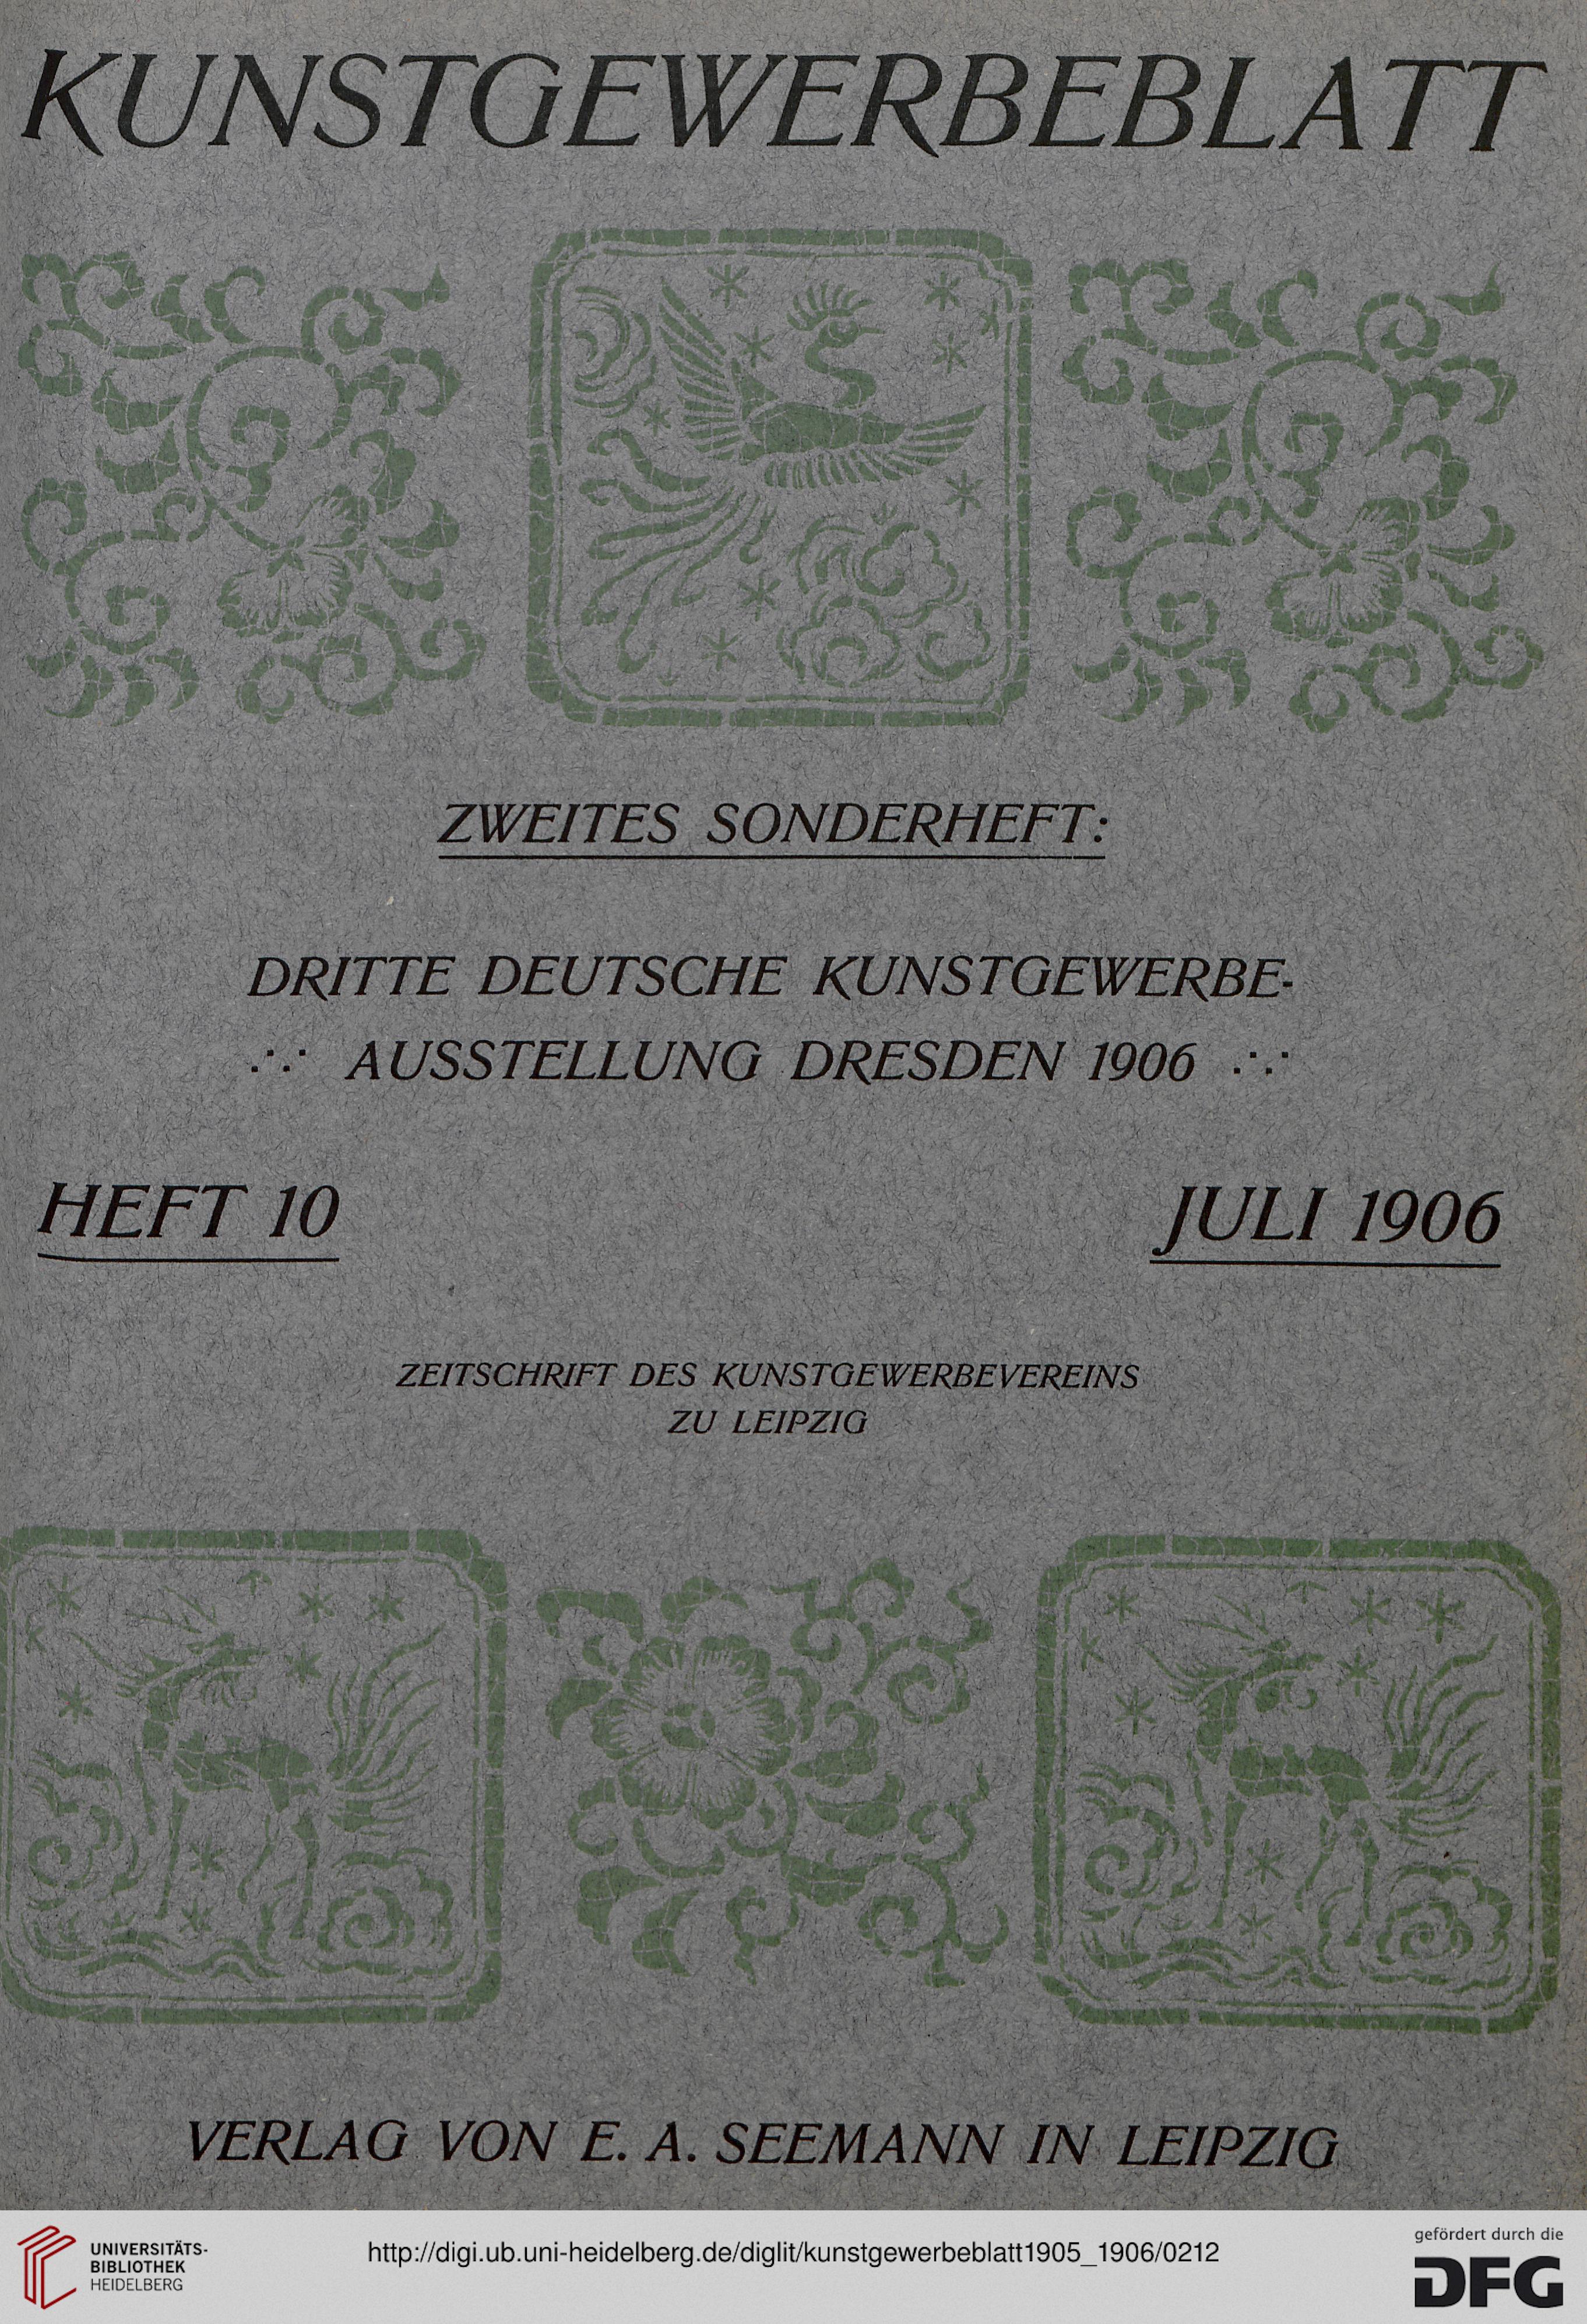 KUNSTGEWERBEBLATT
ZWEITES SONDERHEFT:
DRITTE DEUTSCHE KUNSTGEWERBE-
AUSSTELLUNG DRESDEN 1906
HEFT 10
JULI 1906
ZEITSCHRIFT DES KUNSTGEWERBEVEREINS
ZU LEIPZIG
VERLAG VON E. A. SEEMANN IN LEIPZIG
UNIVERSITÄTS-
BIBLIOTHEK
HEIDELBERG
http://digi.ub.uni-heidelberg.de/diglit/kunstgewerbeblatt1905_1906/0212
gefördert durch die
DFG